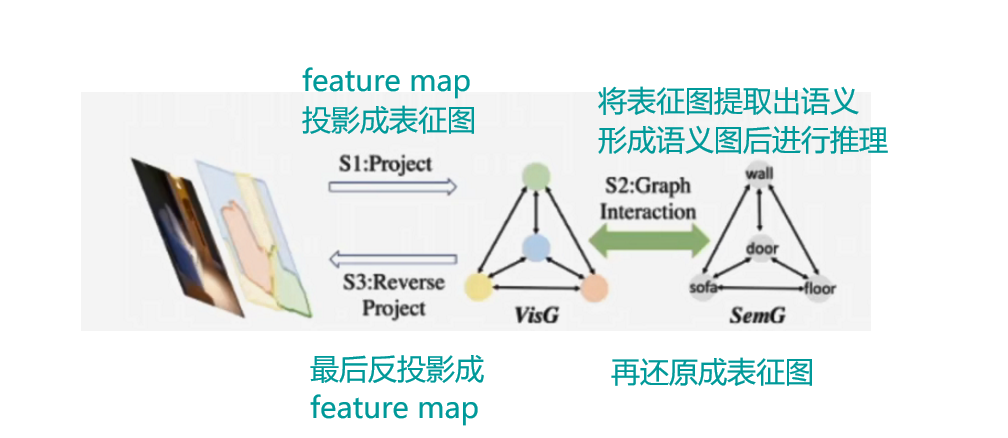 feature map
投影成表征图
将表征图提取出语义
形成语义图后进行推理
S1:Project
S2:Graph
Interaction
S3:Reverse
Project
wall
door
sofa
floor
VisG
SemG
最后反投影成
feature map
再还原成表征图